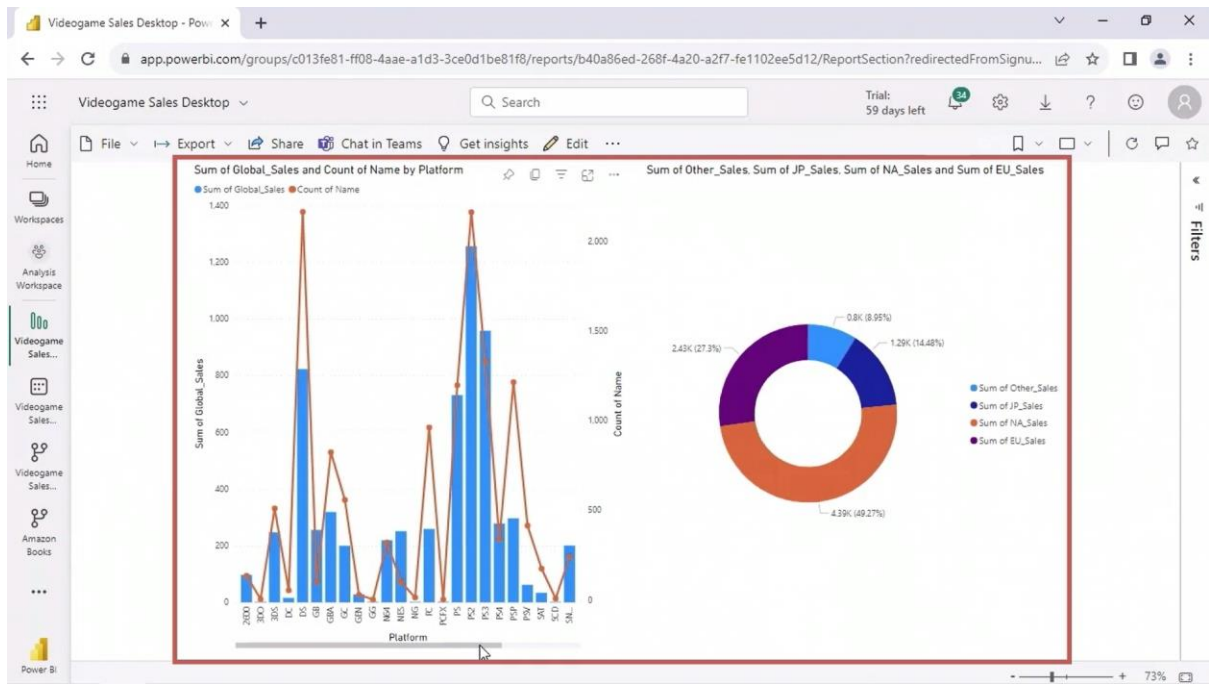 Videogame Sales Desktop - Pow
app.powerbi.com/groups/c013fe81-ff08-4aae-a1d3-3ce0d1be81f8/reports/b40a86ed-268f-4a20-a2f7-fe1102ee5d12/ReportSection?redirectedFromSignu...
Videogame Sales Desktop
Search
Trial:
59 days left
34
File
Export
Share
Chat in Teams
Get insights
Edit
Home
Workspaces
Analysis
Workspace
Videogame
Sales...
Videogame
Sales...
Videogame
Sales...
Amazon
Books
Power BI
Sum of Global_Sales and Count of Name by Platform
Sum of Global_Sales
Count of Name
1,400
1,200
1,000
800
600
400
200
0
Sum of Global_Sales
2,000
1,500
1,000
500
0
Count of Name
2600
3DO
3DS
DC
DS
GB
GBA
GC
GEN
GG
N64
NES
NG
PC
PCFX
PS
PS2
PS3
PS4
PSP
PSV
SAT
SCD
SN...
Platform
Sum of Other_Sales, Sum of JP_Sales, Sum of NA_Sales and Sum of EU_Sales
0.8K (8.95%)
1.29K (14.48%)
2.43K (27.3%)
4.39K (49.27%)
Sum of Other_Sales
Sum of JP_Sales
Sum of NA_Sales
Sum of EU_Sales
Filters
73%